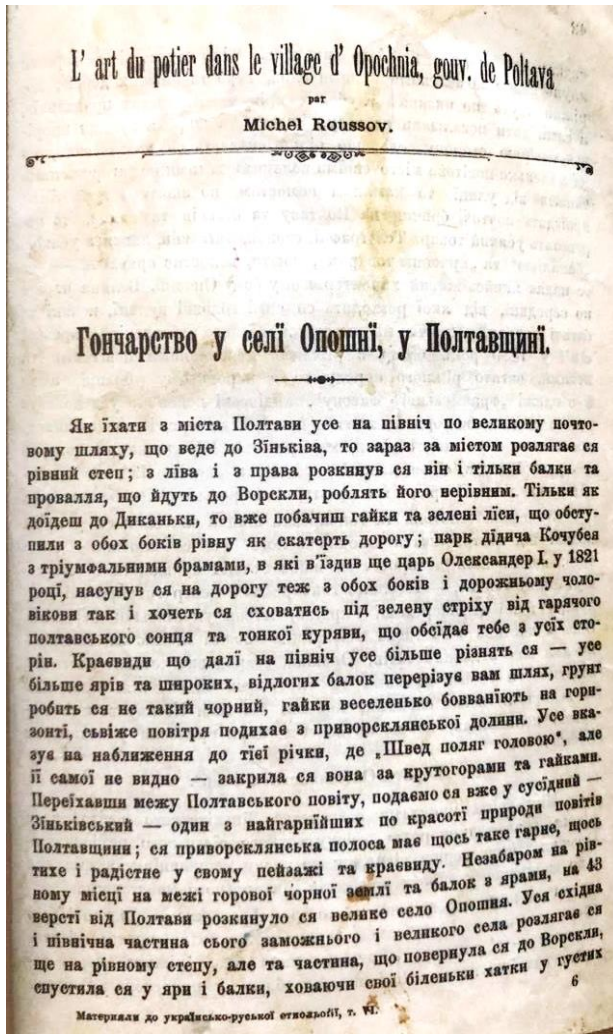 L' art du potier dans le village d' Opochnia, gouv. de Poltava
par
Michel Roussov.
Гончарство у селї Опошнї, у Полтавщинї.
Як їхати з міста Полтави усе на північ по великому почто-
вому шляху, що веде до Зїньківа, то зараз за містом розлягає ся
рівний степ; з лїва і з права розкинув ся він і тільки балки та
провалля, що йдуть до Ворскли, роблять його нерівним. Тільки як
доїдеш до Диканьки, то вже побачиш гайки та зелені лїси, що обсту-
пили з обох боків рівну як скатерть дорогу; парк дїдича Кочубея
з тріумфальними брамами, в які в'їздив ще царь Олександер I. у 1821
році, насунув ся на дорогу теж з обох боків і дорожньому чоло-
вікови так і хочеть ся сховатись під зелену стріху від гарячого
полтавського сонця та тонкої куряви, що обсїдає тебе з усїх сто-
рін. Краєвиди що далї на північ усе більше різнять ся — усе
більше ярів та широких, відлогих балок перерізує вам шлях, грунт
робить ся не такий чорний, гайки веселенько бовваніють на гори-
зонті, сьвіже повітря подихає з приворсклянської долини. Усе вка-
зує на наближення до тієї річки, де „Швед поляг головою", але
її самої не видно — закрила ся вона за крутогорами та гайками.
Переїхавши межу Полтавського повіту, подаємо ся вже у сусїдний —
Зїньківський — один з найгарнїйших по красоті природи повітів
Полтавщини; ся приворсклянська полоса має щось таке гарне, щось
тихе і радістне у свому пейзажі та краєвиду. Незабаром на рів-
ному місцї на межі горової чорної землї та балок з ярами, на 43
версті від Полтави розкинуло ся велике село Опошня. Уся східна
і північна частина сього заможнього і великого села розлягає ся
ще на рівному степу, але та частина, що повернула ся до Ворскли,
спустила ся у яри і балки, ховаючи свої біленьки хатки у густих
Материяли до українсько-руської етнольоґії, т. VI.
6